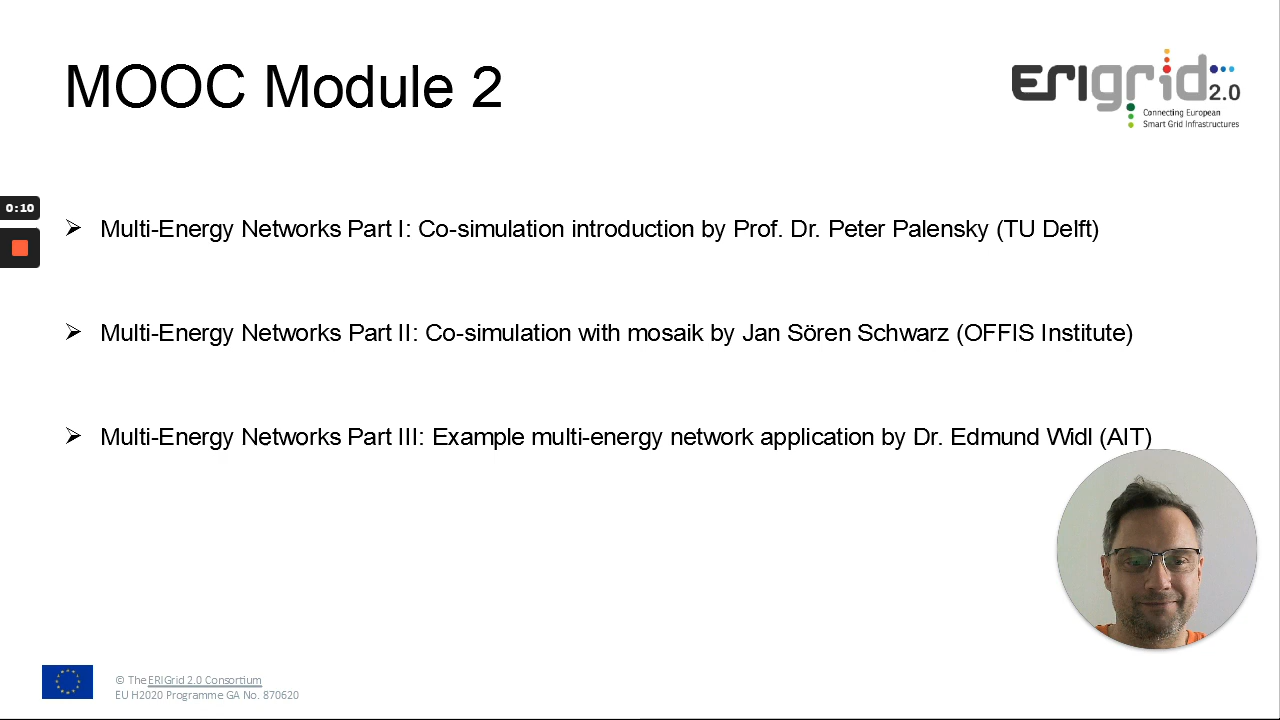 MOOC Module 2
ERIGrid 2.0
Connecting European
Smart Grid Infrastructures
0:10
➢ Multi-Energy Networks Part I: Co-simulation introduction by Prof. Dr. Peter Palensky (TU Delft)
➢ Multi-Energy Networks Part II: Co-simulation with mosaik by Jan Sören Schwarz (OFFIS Institute)
➢ Multi-Energy Networks Part III: Example multi-energy network application by Dr. Edmund Widl (AIT)
© The ERIGrid 2.0 Consortium
EU H2020 Programme GA No. 870620